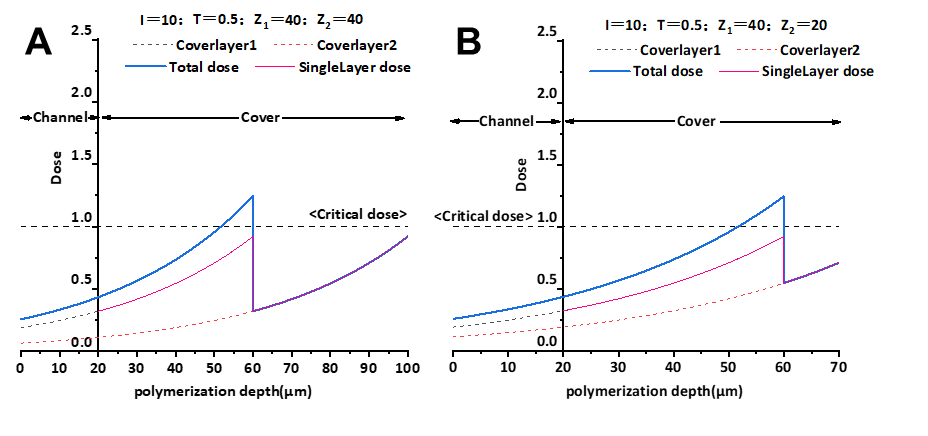 A
I＝10；T＝0.5；Z1＝40；Z2＝40
Coverlayer1
Coverlayer2
Total dose
SingleLayer dose
2.5
2.0
1.5
1.0
0.5
0.0
Dose
Channel
Cover
<Critical dose>
0 10 20 30 40 50 60 70 80 90 100
polymerization depth(μm)
B
I＝10；T＝0.5；Z1＝40；Z2＝20
Coverlayer1
Coverlayer2
Total dose
SingleLayer dose
2.5
2.0
1.5
1.0
0.5
0.0
Dose
Channel
Cover
<Critical dose>
0 10 20 30 40 50 60 70
polymerization depth(μm)